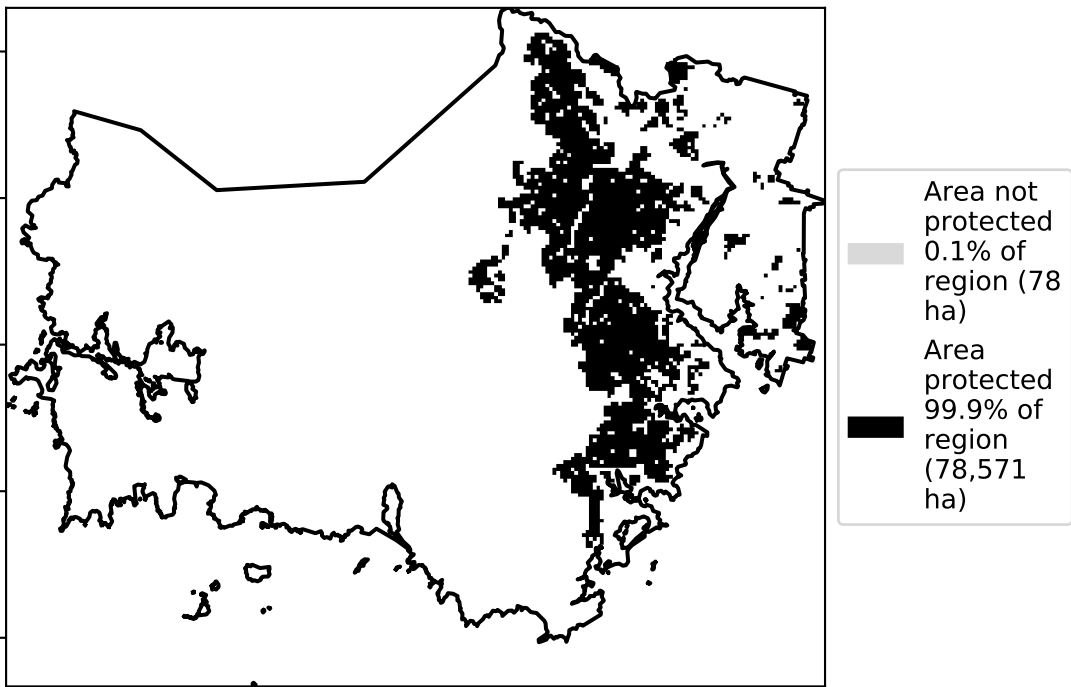 Area not
protected
0.1% of
region (78
ha)
Area
protected
99.9% of
region
(78,571
ha)